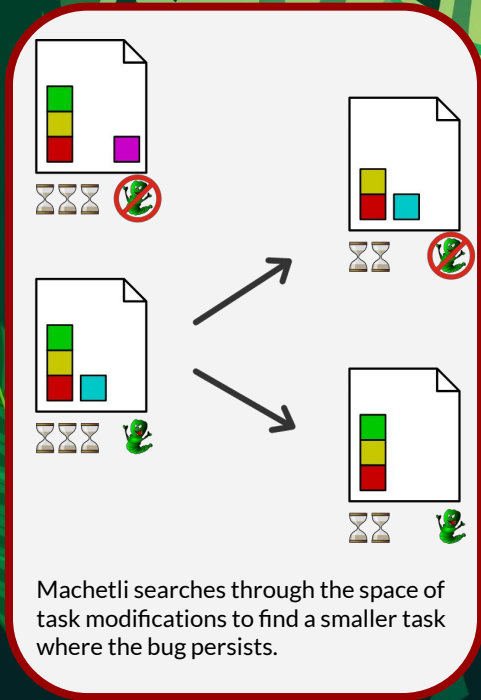 Machetli searches through the space of
task modifications to find a smaller task
where the bug persists.